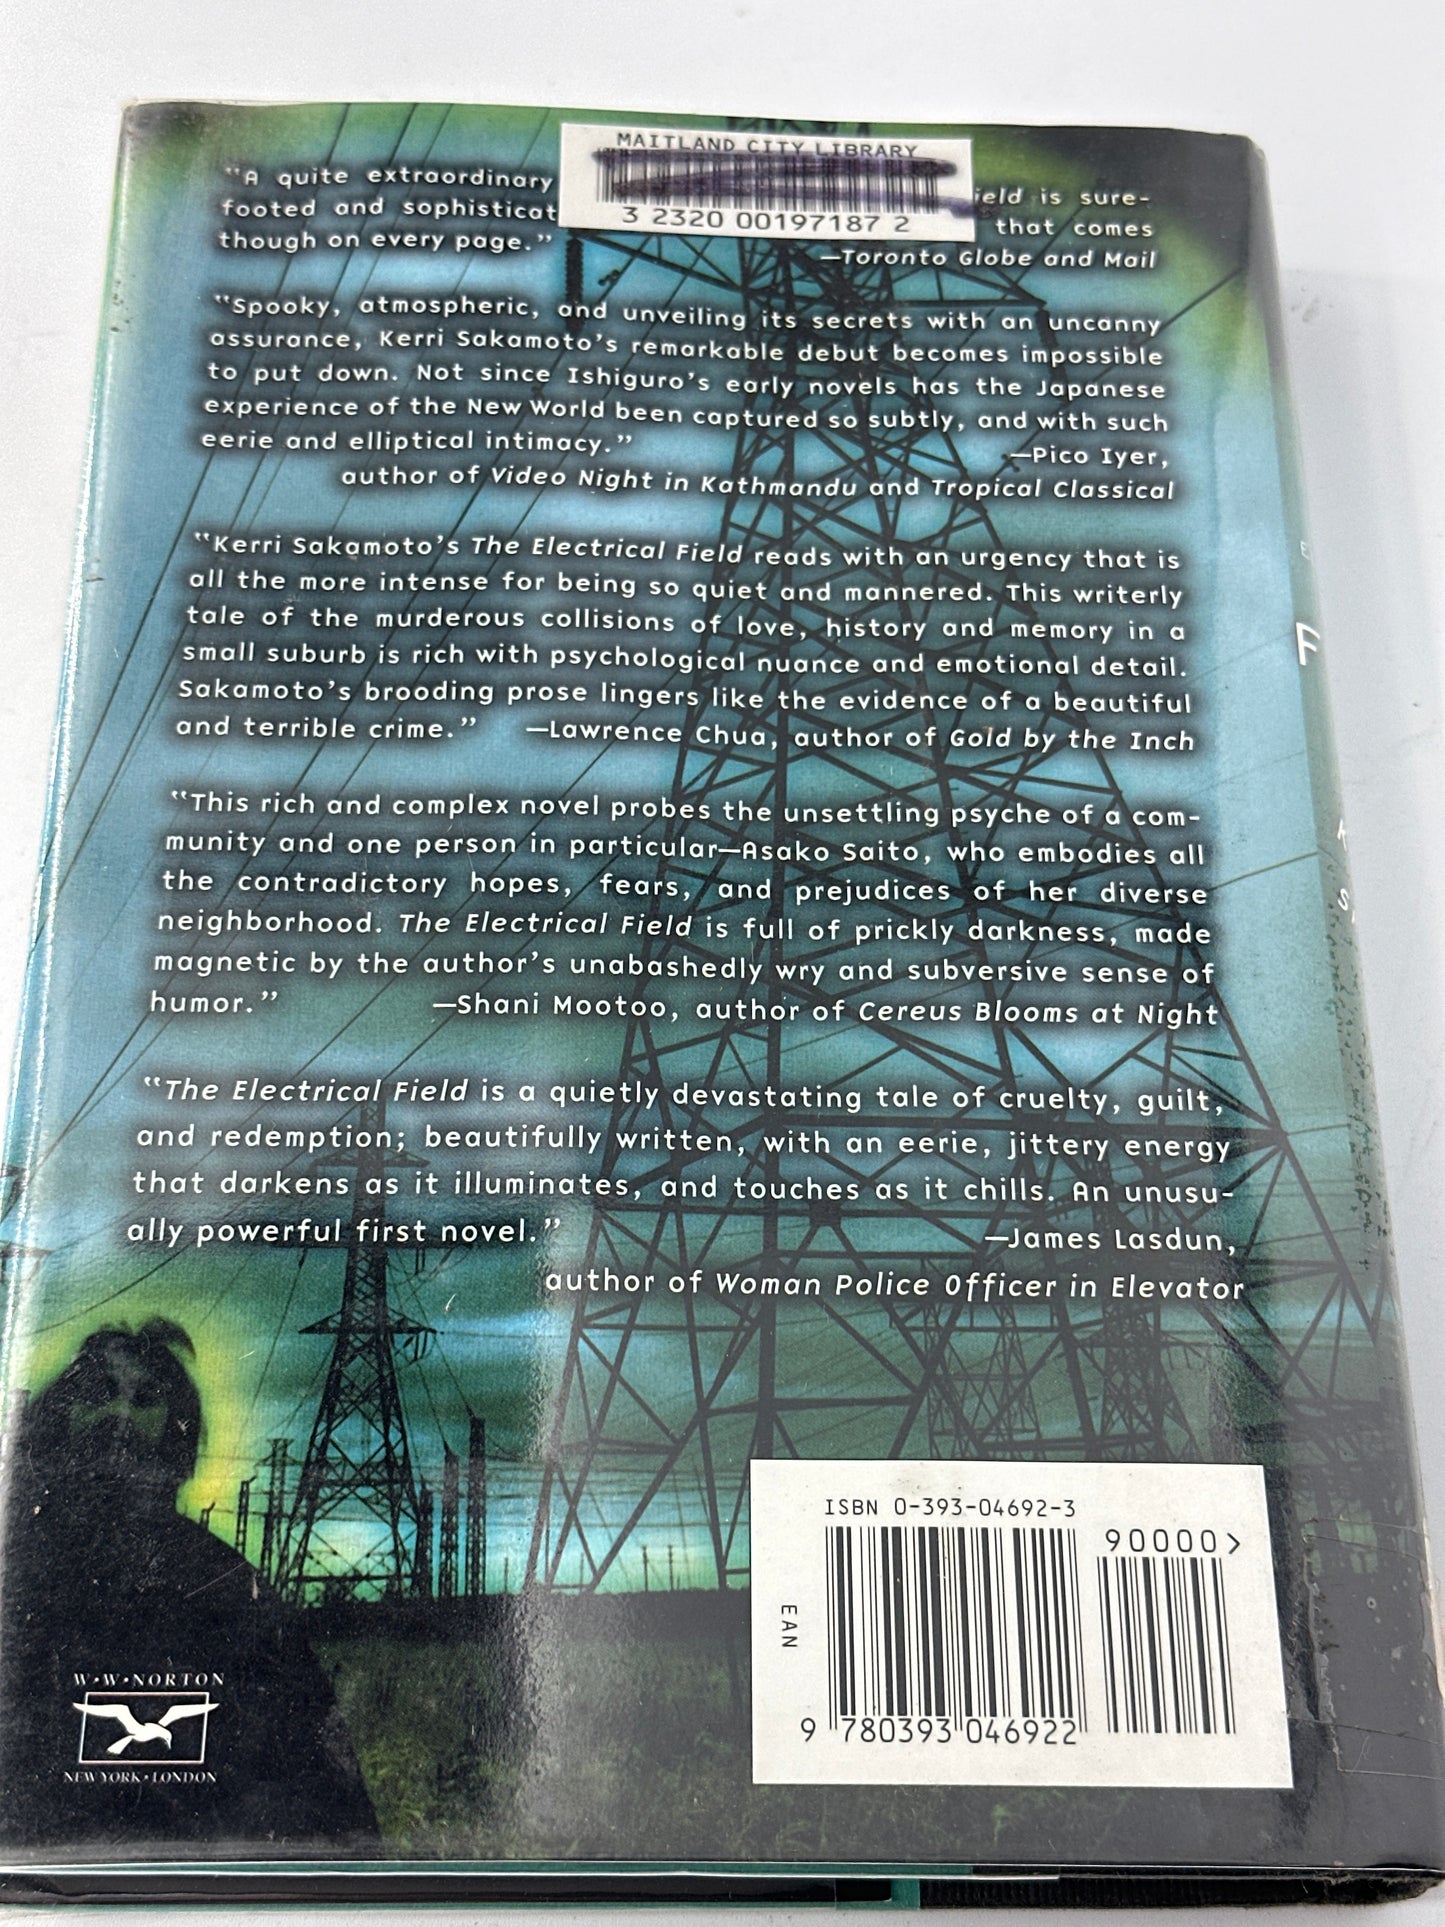 MAITLAND CITY LIBRARY
3 2320 00197187 2
“A quite extraordinary
ield is sure-
footed and sophisticat
that comes
though on every page.”
—Toronto Globe and Mail
“Spooky, atmospheric, and unveiling its secrets with an uncanny
assurance, Kerri Sakamoto’s remarkable debut becomes impossible
to put down. Not since Ishiguro’s early novels has the Japanese
experience of the New World been captured so subtly, and with such
eerie and elliptical intimacy.” —Pico Iyer,
author of Video Night in Kathmandu and Tropical Classical
“Kerri Sakamoto’s The Electrical Field reads with an urgency that is
all the more intense for being so quiet and mannered. This writerly
tale of the murderous collisions of love, history and memory in a
small suburb is rich with psychological nuance and emotional detail.
Sakamoto’s brooding prose lingers like the evidence of a beautiful
and terrible crime.” —Lawrence Chua, author of Gold by the Inch
“This rich and complex novel probes the unsettling psyche of a com-
munity and one person in particular—Asako Saito, who embodies all
the contradictory hopes, fears, and prejudices of her diverse
neighborhood. The Electrical Field is full of prickly darkness, made
magnetic by the author’s unabashedly wry and subversive sense of
humor.” —Shani Mootoo, author of Cereus Blooms at Night
“The Electrical Field is a quietly devastating tale of cruelty, guilt,
and redemption; beautifully written, with an eerie, jittery energy
that darkens as it illuminates, and touches as it chills. An unusu-
ally powerful first novel.” —James Lasdun,
author of Woman Police Officer in Elevator
W·W·NORTON
NEW YORK·LONDON
ISBN 0-393-04692-3
90000>
EAN
9 780393 046922
F